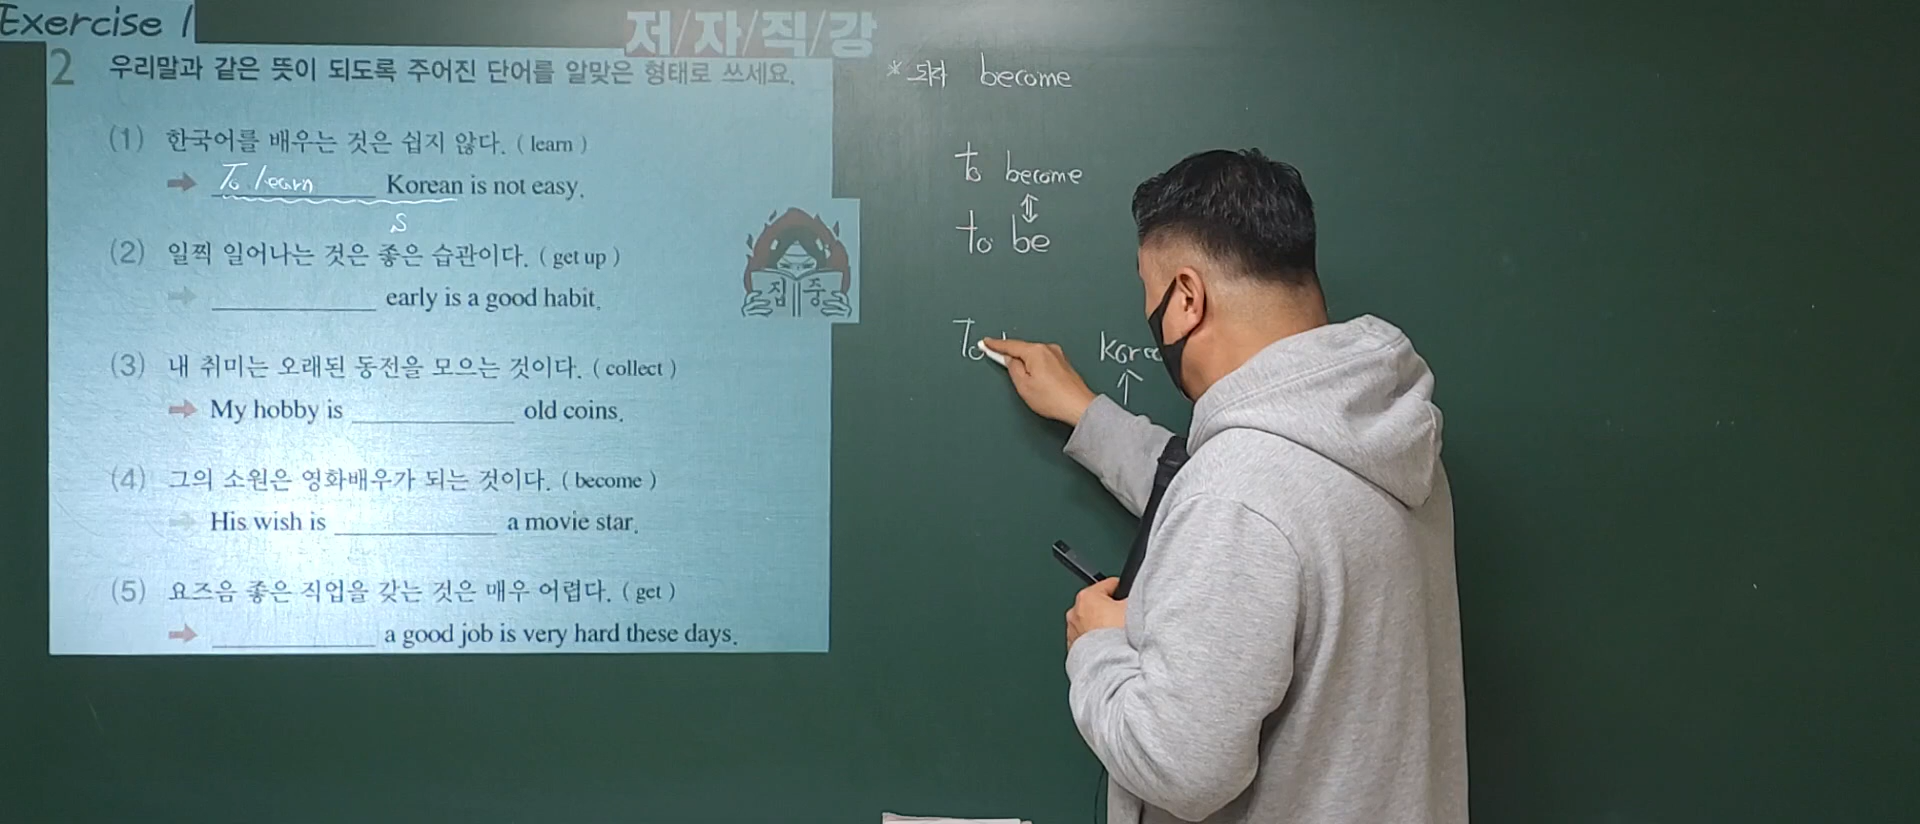 Exercise 1
저/자/직/강
2 우리말과 같은 뜻이 되도록 주어진 단어를 알맞은 형태로 쓰세요.
(1) 한국어를 배우는 것은 쉽지 않다. ( learn )
➡ To learn Korean is not easy.
S
(2) 일찍 일어나는 것은 좋은 습관이다. ( get up )
➡ ____________ early is a good habit.
집중
(3) 내 취미는 오래된 동전을 모으는 것이다. ( collect )
➡ My hobby is ____________ old coins.
(4) 그의 소원은 영화배우가 되는 것이다. ( become )
➡ His wish is ____________ a movie star.
(5) 요즈음 좋은 직업을 갖는 것은 매우 어렵다. ( get )
➡ ____________ a good job is very hard these days.
* become
to become
⇕
to be
To
↑